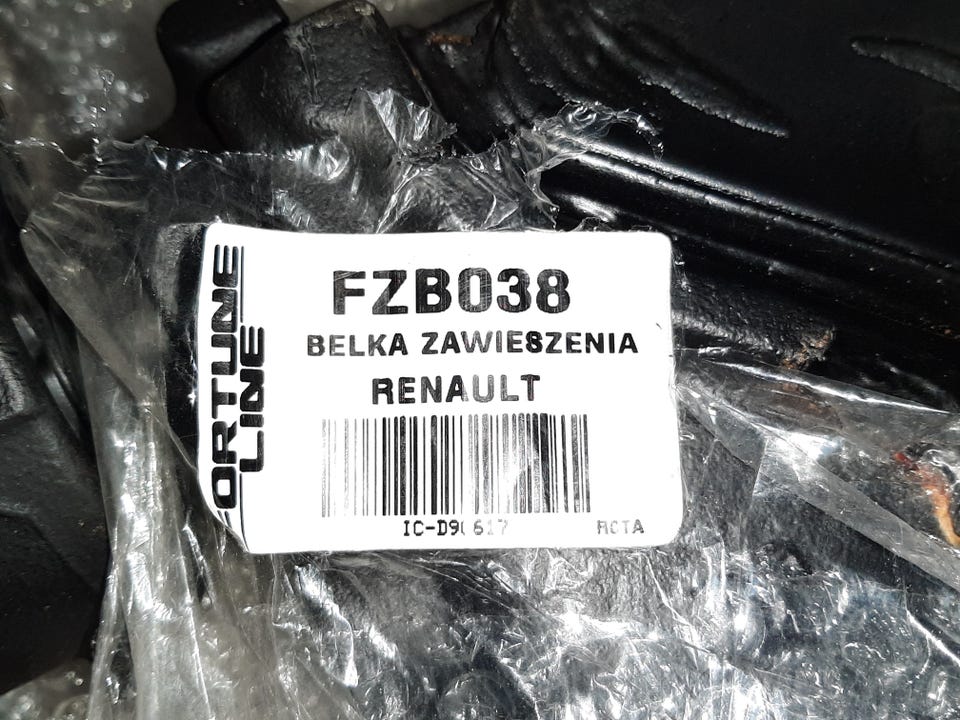 FORTUNE
LINE
FZB038
BELKA ZAWIESZENIA
RENAULT